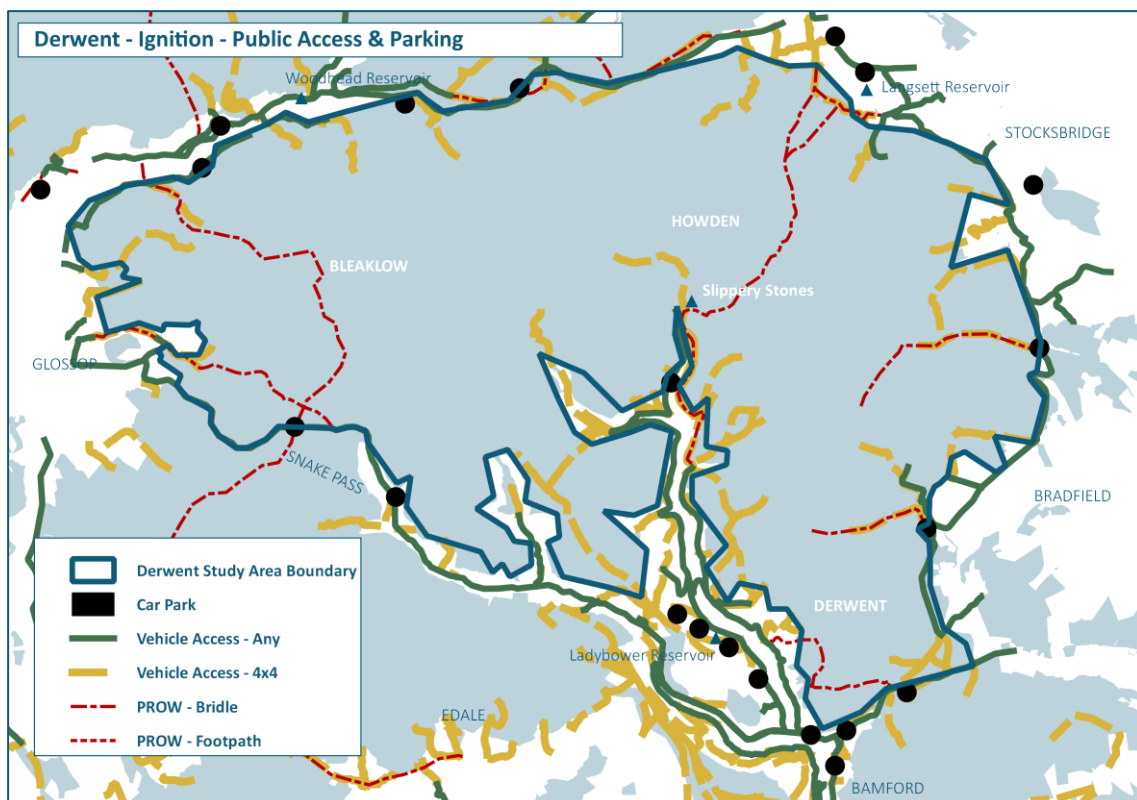 Derwent - Ignition - Public Access & Parking
Woodhead Reservoir
Langsett Reservoir
STOCKSBRIDGE
HOWDEN
BLEAKLOW
Slippery Stones
GLOSSOP
SNAKE PASS
BRADFIELD
DERWENT
Ladybower Reservoir
EDALE
BAMFORD
Derwent Study Area Boundary
Car Park
Vehicle Access - Any
Vehicle Access - 4x4
PROW - Bridle
PROW - Footpath